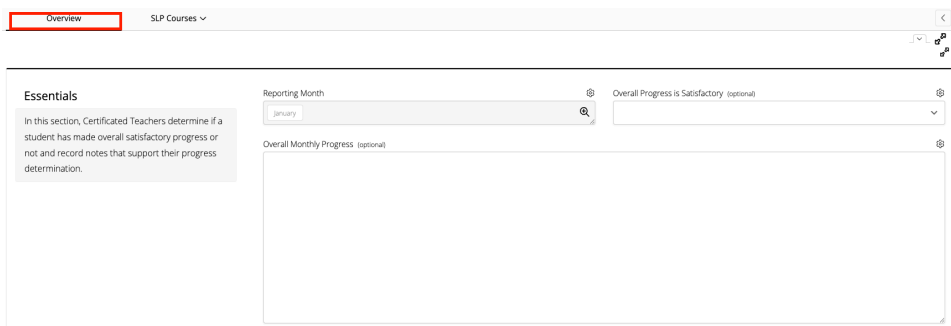 Overview
SLP Courses
Essentials
In this section, Certificated Teachers determine if a
student has made overall satisfactory progress or
not and record notes that support their progress
determination.
Reporting Month
January
Overall Progress is Satisfactory (optional)
Overall Monthly Progress (optional)